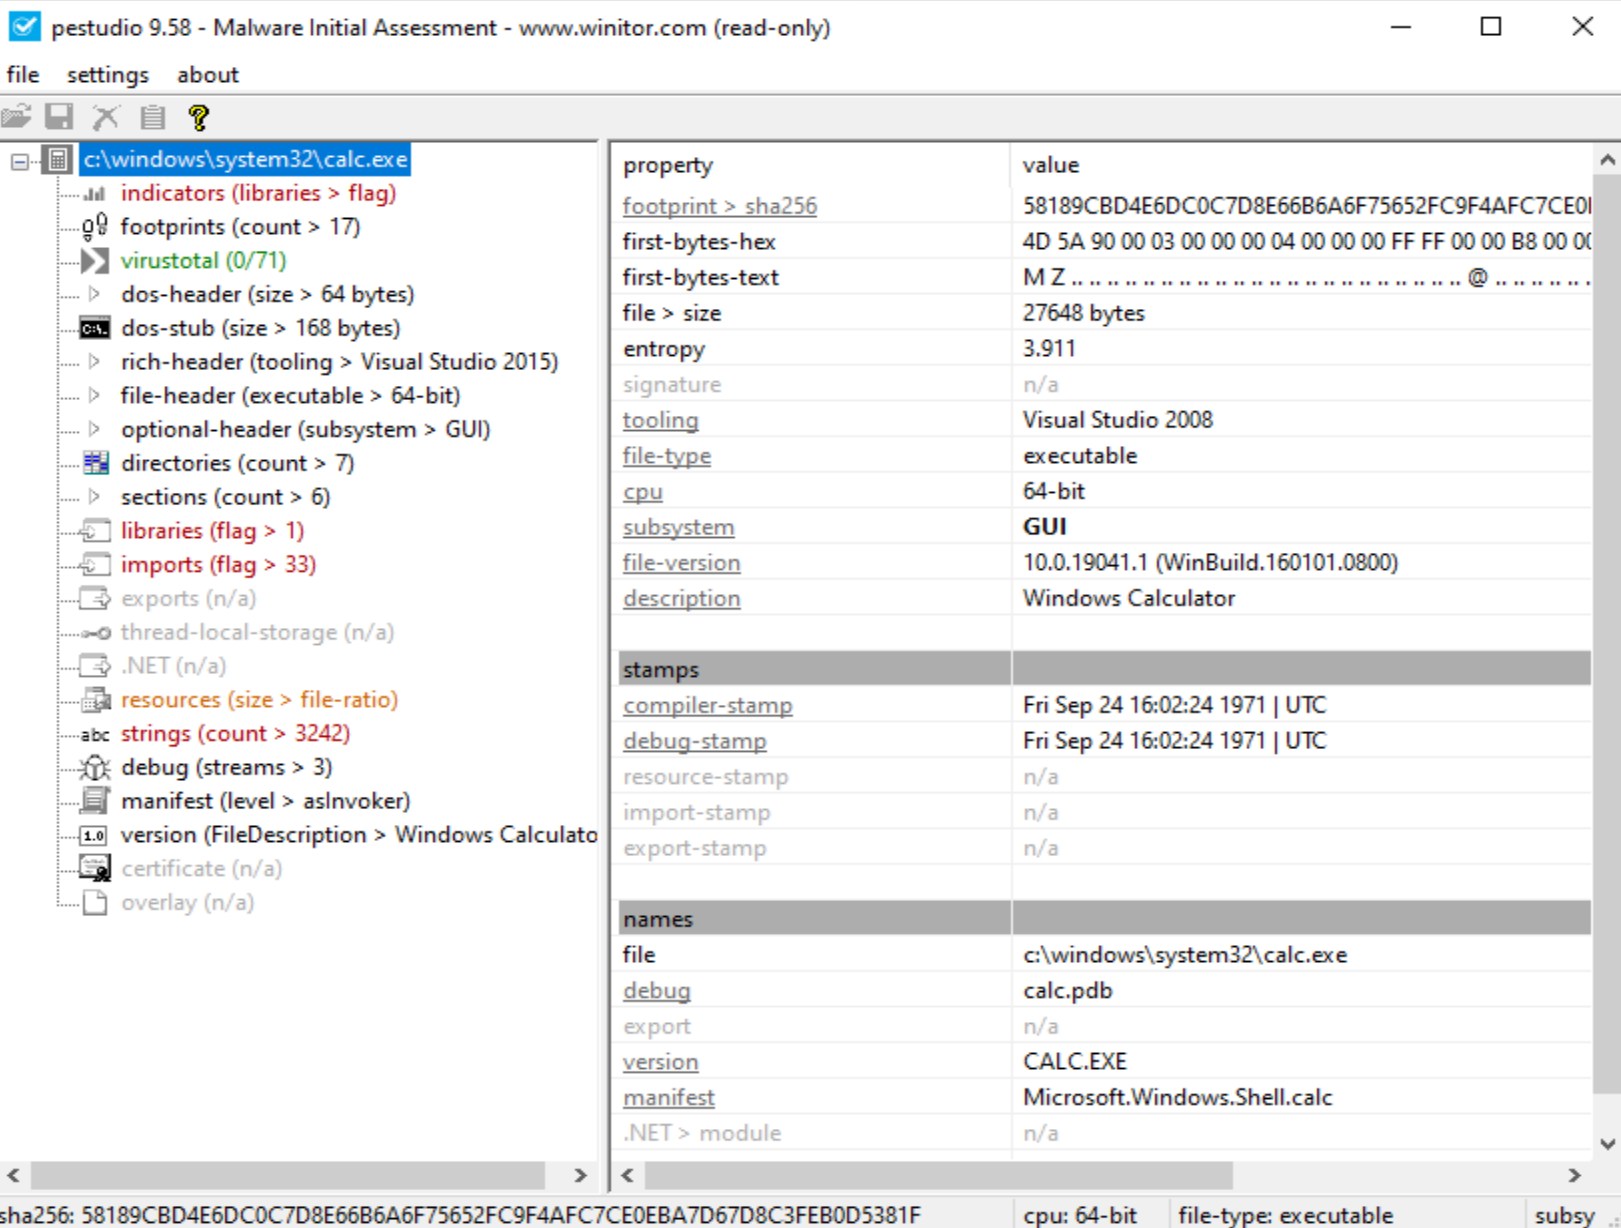 pestudio 9.58 - Malware Initial Assessment - www.winitor.com (read-only)
file settings about
c:\windows\system32\calc.exe
indicators (libraries > flag)
footprints (count > 17)
virustotal (0/71)
dos-header (size > 64 bytes)
dos-stub (size > 168 bytes)
rich-header (tooling > Visual Studio 2015)
file-header (executable > 64-bit)
optional-header (subsystem > GUI)
directories (count > 7)
sections (count > 6)
libraries (flag > 1)
imports (flag > 33)
exports (n/a)
thread-local-storage (n/a)
.NET (n/a)
resources (size > file-ratio)
abc strings (count > 3242)
debug (streams > 3)
manifest (level > asInvoker)
1.0 version (FileDescription > Windows Calculato
certificate (n/a)
overlay (n/a)
property value
footprint > sha256 58189CBD4E6DC0C7D8E66B6A6F75652FC9F4AFC7CE0
first-bytes-hex 4D 5A 90 00 03 00 00 00 04 00 00 00 FF FF 00 00 B8 00 00
first-bytes-text M Z .. .. .. .. .. .. .. .. .. .. .. .. .. .. .. .. .. .. .. .. .. .. @ .. .. .. .. .. .
file > size 27648 bytes
entropy 3.911
signature n/a
tooling Visual Studio 2008
file-type executable
cpu 64-bit
subsystem GUI
file-version 10.0.19041.1 (WinBuild.160101.0800)
description Windows Calculator
stamps
compiler-stamp Fri Sep 24 16:02:24 1971 | UTC
debug-stamp Fri Sep 24 16:02:24 1971 | UTC
resource-stamp n/a
import-stamp n/a
export-stamp n/a
names
file c:\windows\system32\calc.exe
debug calc.pdb
export n/a
version CALC.EXE
manifest Microsoft.Windows.Shell.calc
.NET > module n/a
sha256: 58189CBD4E6DC0C7D8E66B6A6F75652FC9F4AFC7CE0EBA7D67D8C3FEB0D5381F cpu: 64-bit file-type: executable subsy